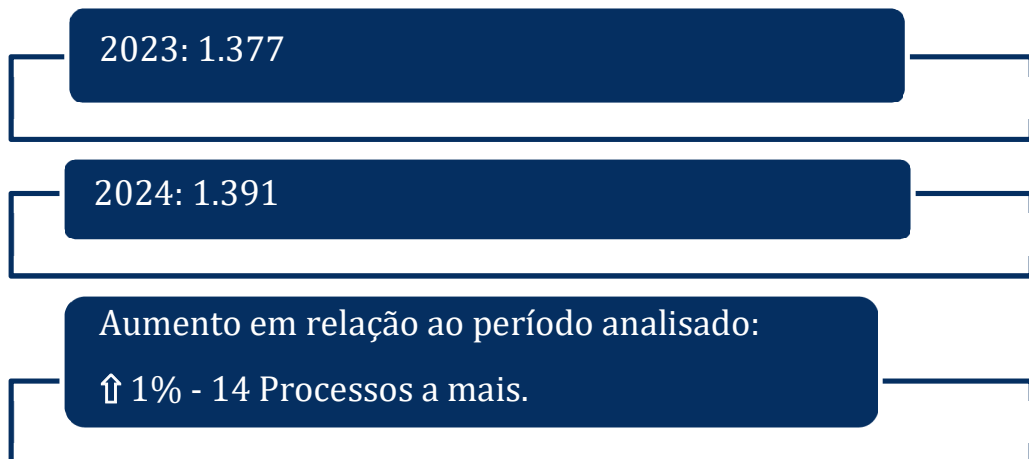 2023: 1.377
2024: 1.391
Aumento em relação ao período analisado:
⇧ 1% - 14 Processos a mais.